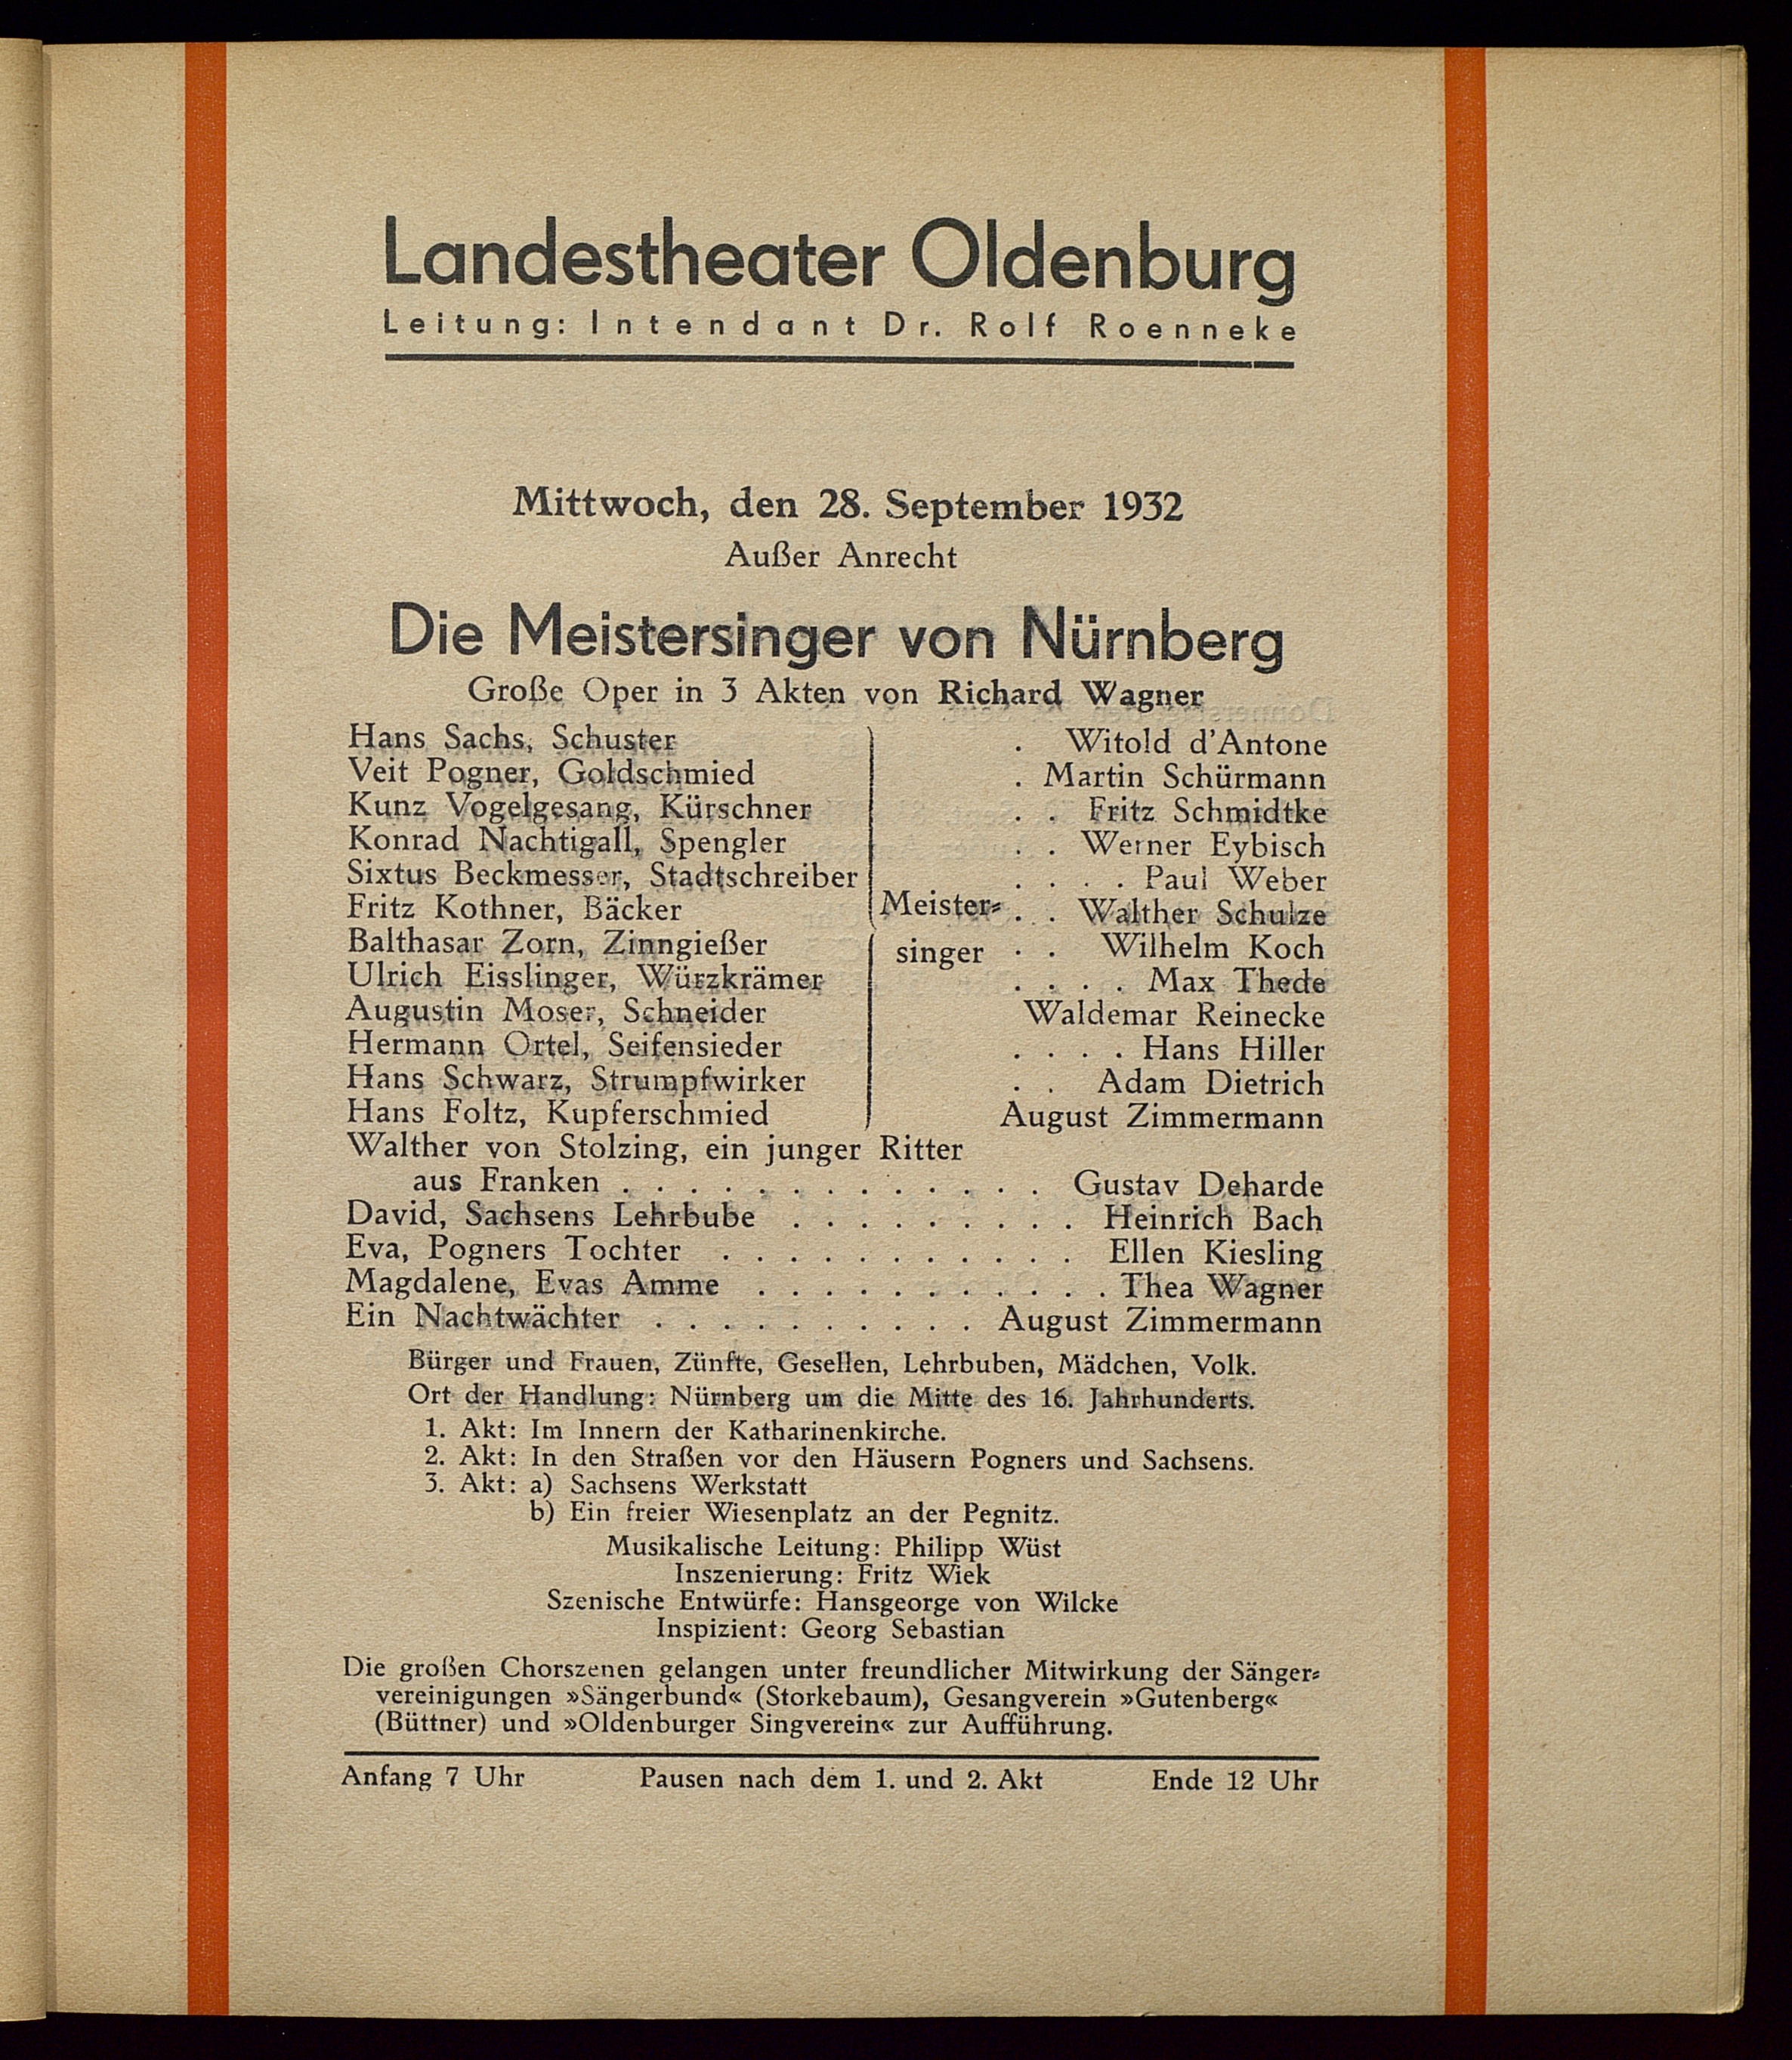 Landestheater Oldenburg
Leitung: Intendant Dr. Rolf Roenneke
Mittwoch, den 28. September 1932
Außer Anrecht
Die Meistersinger von Nürnberg
Große Oper in 3 Akten von Richard Wagner
Hans Sachs, Schuster . Witold d'Antone
Veit Pogner, Goldschmied . Martin Schürmann
Kunz Vogelgesang, Kürschner . . Fritz Schmidtke
Konrad Nachtigall, Spengler . . Werner Eybisch
Sixtus Beckmesser, Stadtschreiber . . . . Paul Weber
Fritz Kothner, Bäcker Meister= . . Walther Schulze
Balthasar Zorn, Zinngießer singer . . Wilhelm Koch
Ulrich Eisslinger, Würzkrämer . . . . Max Thede
Augustin Moser, Schneider Waldemar Reinecke
Hermann Ortel, Seifensieder . . . . Hans Hiller
Hans Schwarz, Strumpfwirker . . Adam Dietrich
Hans Foltz, Kupferschmied August Zimmermann
Walther von Stolzing, ein junger Ritter
aus Franken . . . . . . . . . . . . . Gustav Deharde
David, Sachsens Lehrbube . . . . . . . . . Heinrich Bach
Eva, Pogners Tochter . . . . . . . . . . . Ellen Kiesling
Magdalene, Evas Amme . . . . . . . . . . . Thea Wagner
Ein Nachtwächter . . . . . . . . . . August Zimmermann
Bürger und Frauen, Zünfte, Gesellen, Lehrbuben, Mädchen, Volk.
Ort der Handlung: Nürnberg um die Mitte des 16. Jahrhunderts.
1. Akt: Im Innern der Katharinenkirche.
2. Akt: In den Straßen vor den Häusern Pogners und Sachsens.
3. Akt: a) Sachsens Werkstatt
b) Ein freier Wiesenplatz an der Pegnitz.
Musikalische Leitung: Philipp Wüst
Inszenierung: Fritz Wiek
Szenische Entwürfe: Hansgeorge von Wilcke
Inspizient: Georg Sebastian
Die großen Chorszenen gelangen unter freundlicher Mitwirkung der Sänger=
vereinigungen »Sängerbund« (Storkebaum), Gesangverein »Gutenberg«
(Büttner) und »Oldenburger Singverein« zur Aufführung.
Anfang 7 Uhr Pausen nach dem 1. und 2. Akt Ende 12 Uhr